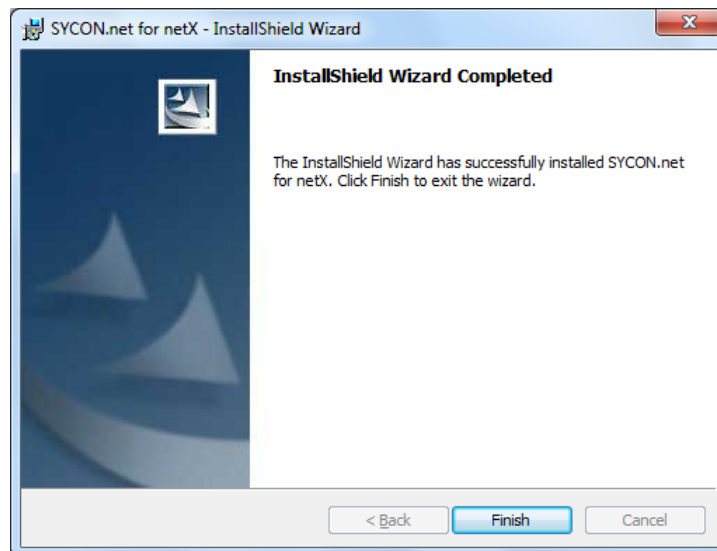 SYCON.net for netX - InstallShield Wizard
InstallShield Wizard Completed
The InstallShield Wizard has successfully installed SYCON.net
for netX. Click Finish to exit the wizard.
< Back Finish Cancel